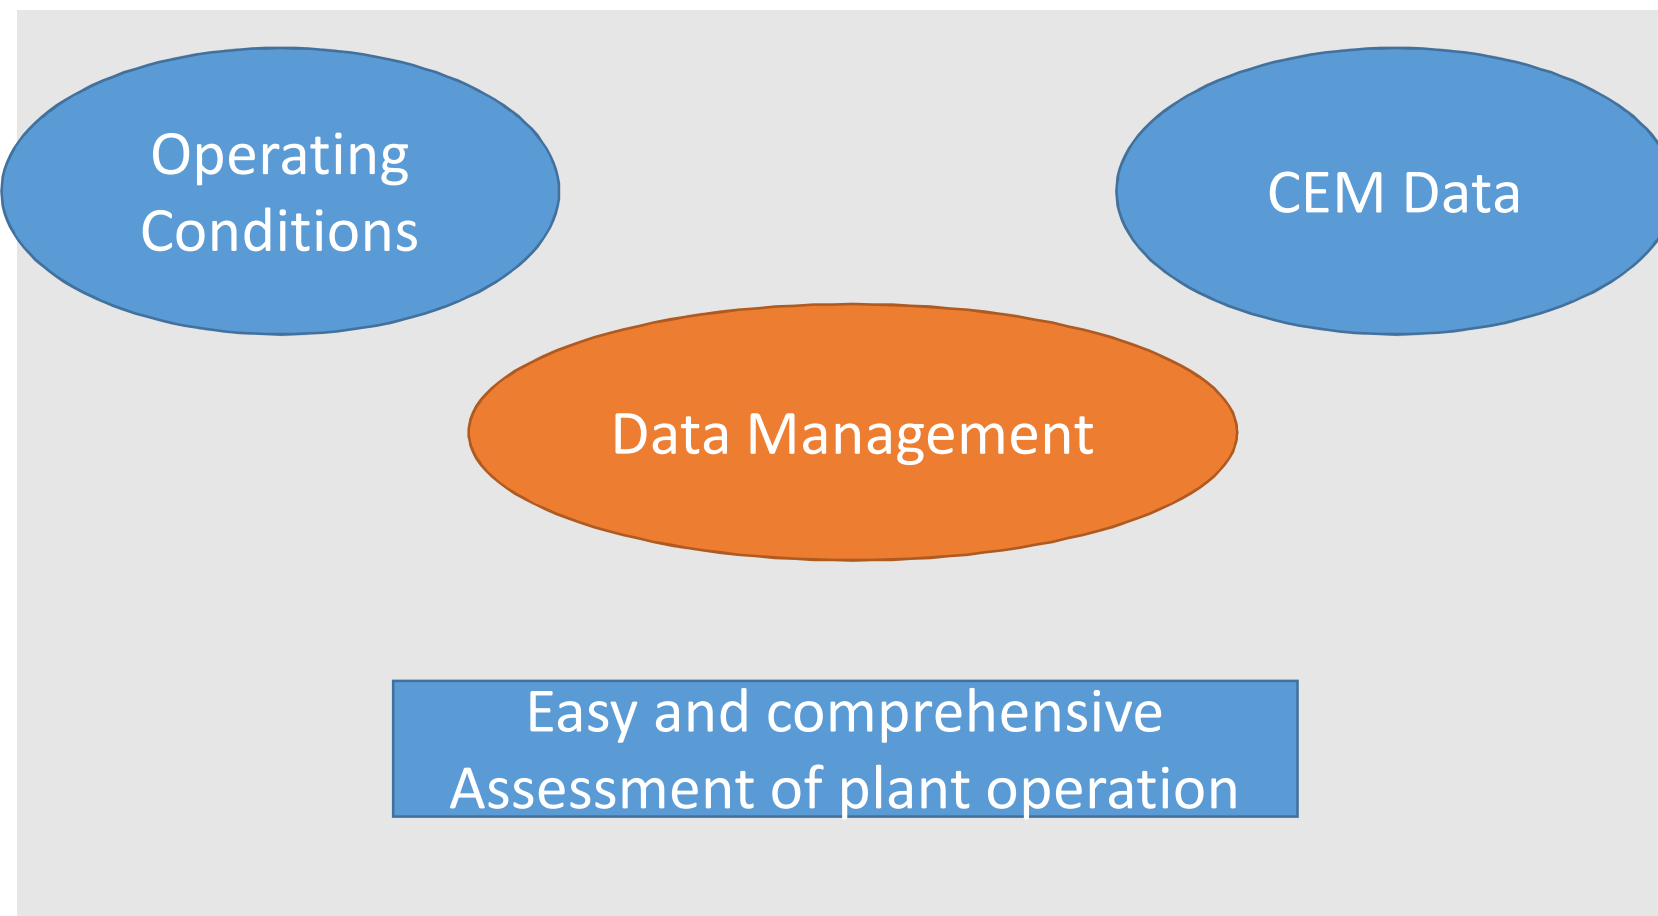 Operating
Conditions
CEM Data
Data Management
Easy and comprehensive
Assessment of plant operation